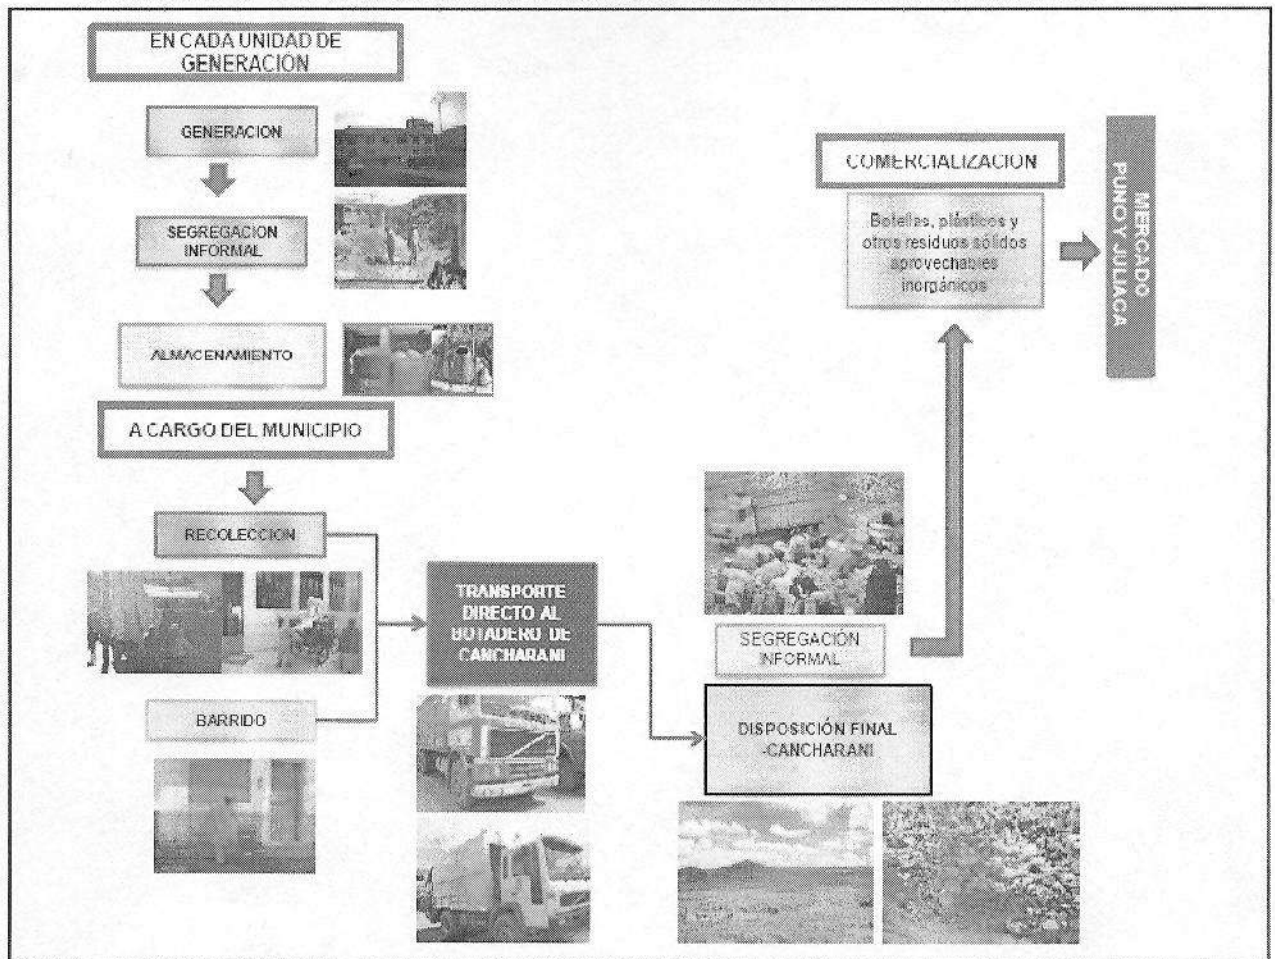 EN CADA UNIDAD DE
GENERACIÓN
GENERACION
SEGREGACION
INFORMAL
ALMACENAMIENTO
A CARGO DEL MUNICIPIO
RECOLECCION
BARRIDO
TRANSPORTE
DIRECTO AL
BOTADERO DE
CANCHARANI
SEGREGACIÓN
INFORMAL
DISPOSICIÓN FINAL
-CANCHARANI
COMERCIALIZACION
Botellas, plásticos y
otros residuos sólidos
aprovechables
inorgánicos
MERCADO
PUNO Y JULIACA